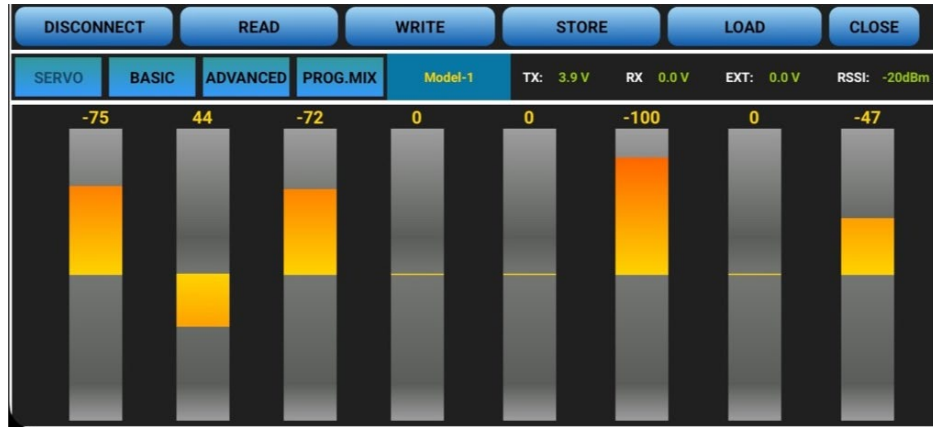 DISCONNECT READ WRITE STORE LOAD CLOSE
SERVO BASIC ADVANCED PROG.MIX Model-1 TX: 3.9 V RX 0.0 V EXT: 0.0 V RSSI: -20dBm
-75 44 -72 0 0 -100 0 -47